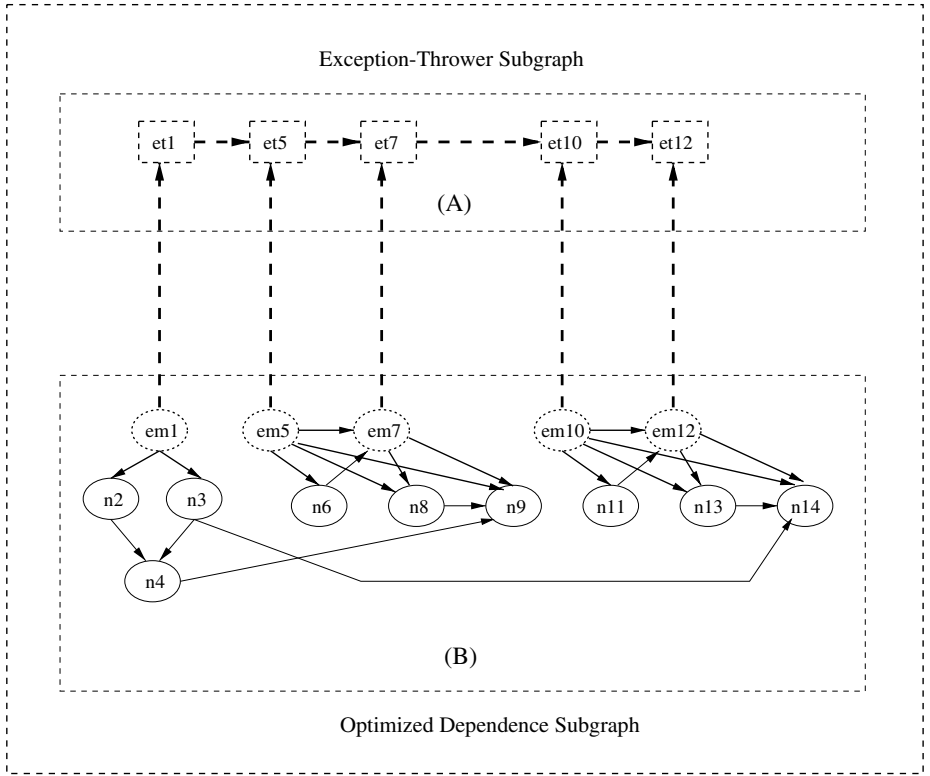 Exception-Thrower Subgraph
et1 et5 et7 et10 et12
(A)
em1 em5 em7 em10 em12
n2 n3 n6 n8 n9 n11 n13 n14
n4
(B)
Optimized Dependence Subgraph